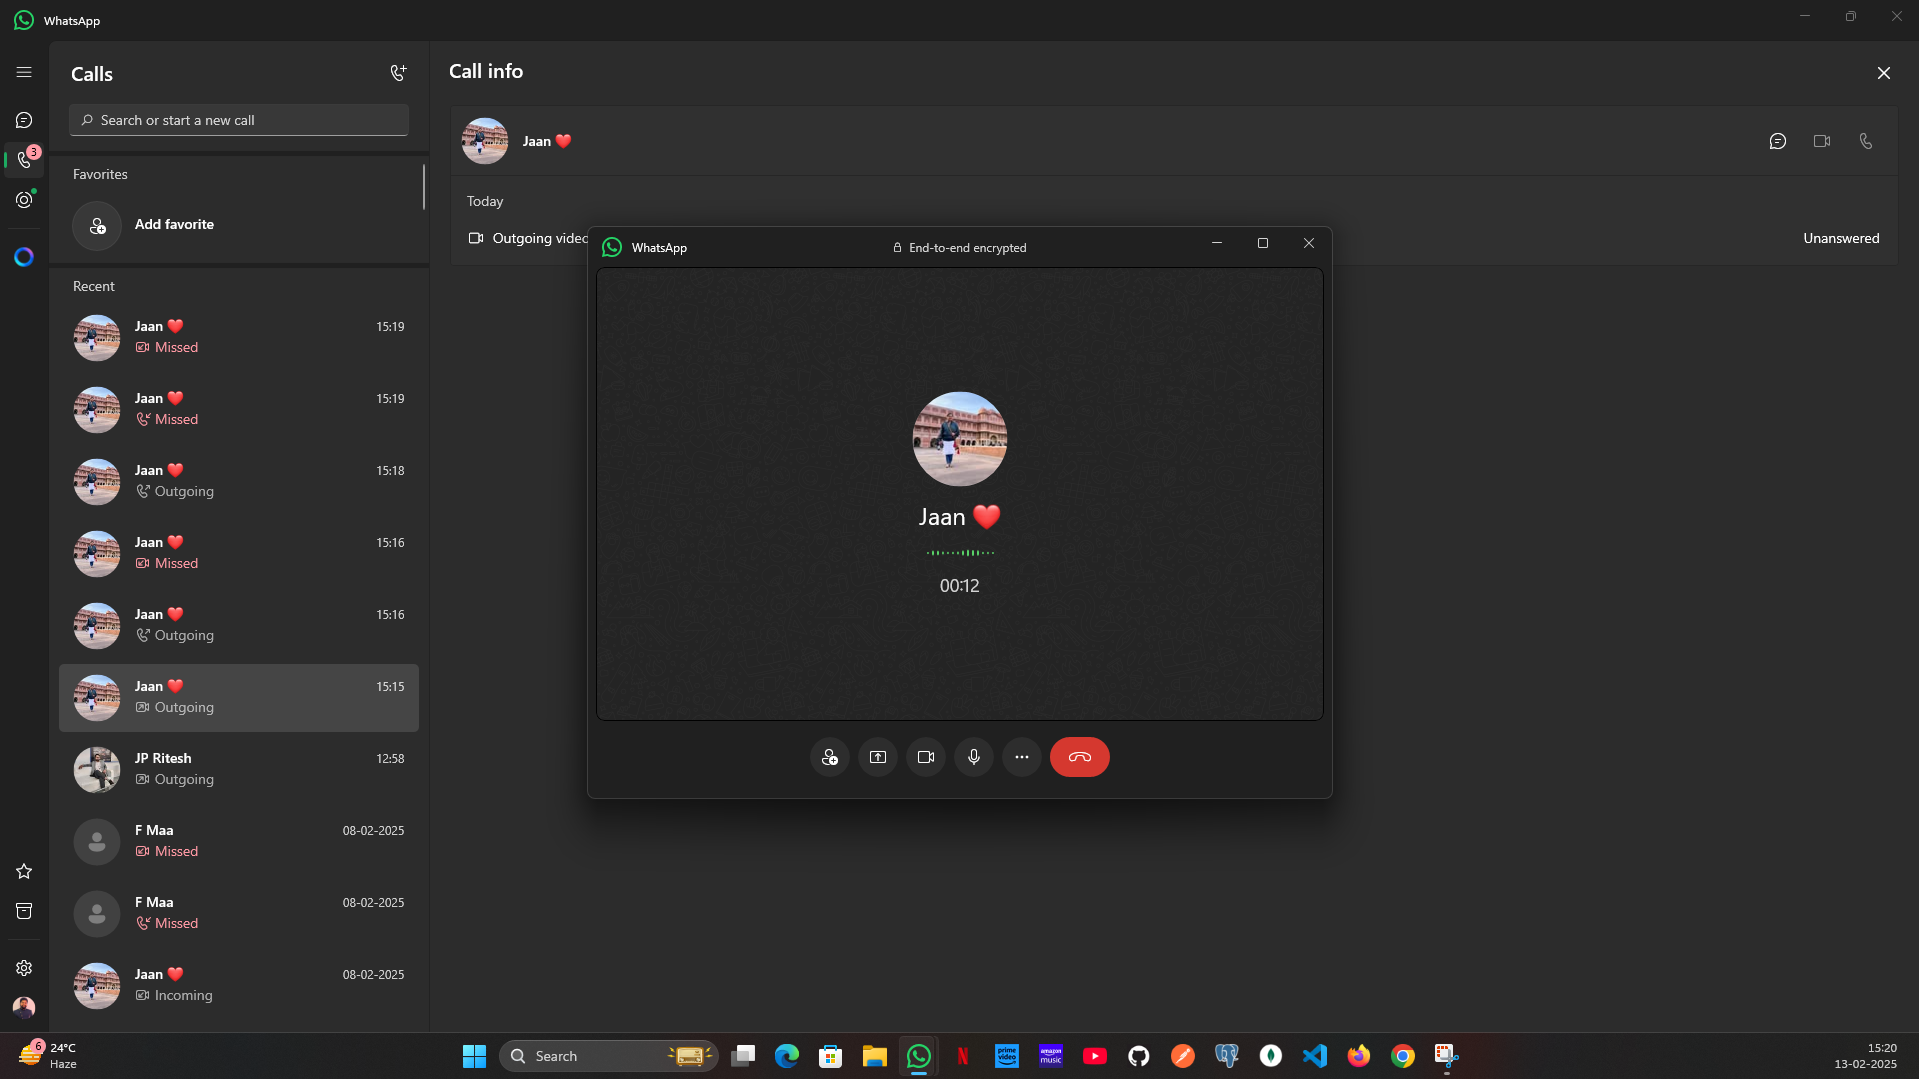 WhatsApp
Calls
Search or start a new call
3
Favorites
Add favorite
Recent
Jaan ❤️ 15:19
Missed
Jaan ❤️ 15:19
Missed
Jaan ❤️ 15:18
Outgoing
Jaan ❤️ 15:16
Missed
Jaan ❤️ 15:16
Outgoing
Jaan ❤️ 15:15
Outgoing
JP Ritesh 12:58
Outgoing
F Maa 08-02-2025
Missed
F Maa 08-02-2025
Missed
Jaan ❤️ 08-02-2025
Incoming
Call info
Jaan ❤️
Today
Outgoing video Unanswered
WhatsApp End-to-end encrypted
Jaan ❤️
00:12
6
24°C
Haze
Search
prime video
amazon music
15:20
13-02-2025